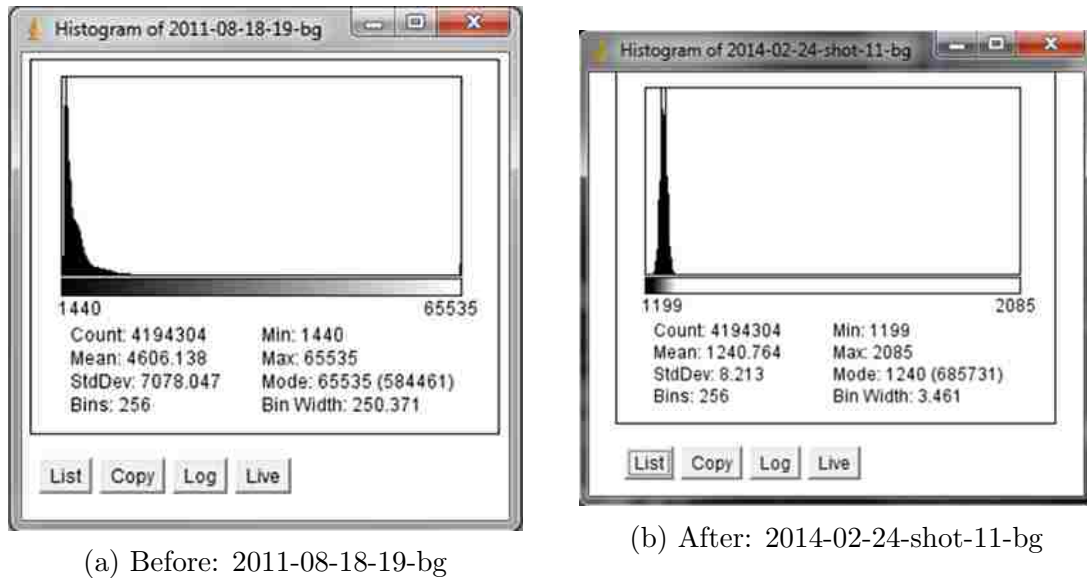 Histogram of 2011-08-18-19-bg
1440 65535
Count: 4194304 Min: 1440
Mean: 4606.138 Max: 65535
StdDev: 7078.047 Mode: 65535 (584461)
Bins: 256 Bin Width: 250.371
List Copy Log Live
(a) Before: 2011-08-18-19-bg
Histogram of 2014-02-24-shot-11-bg
1199 2085
Count: 4194304 Min: 1199
Mean: 1240.764 Max: 2085
StdDev: 8.213 Mode: 1240 (685731)
Bins: 256 Bin Width: 3.461
List Copy Log Live
(b) After: 2014-02-24-shot-11-bg